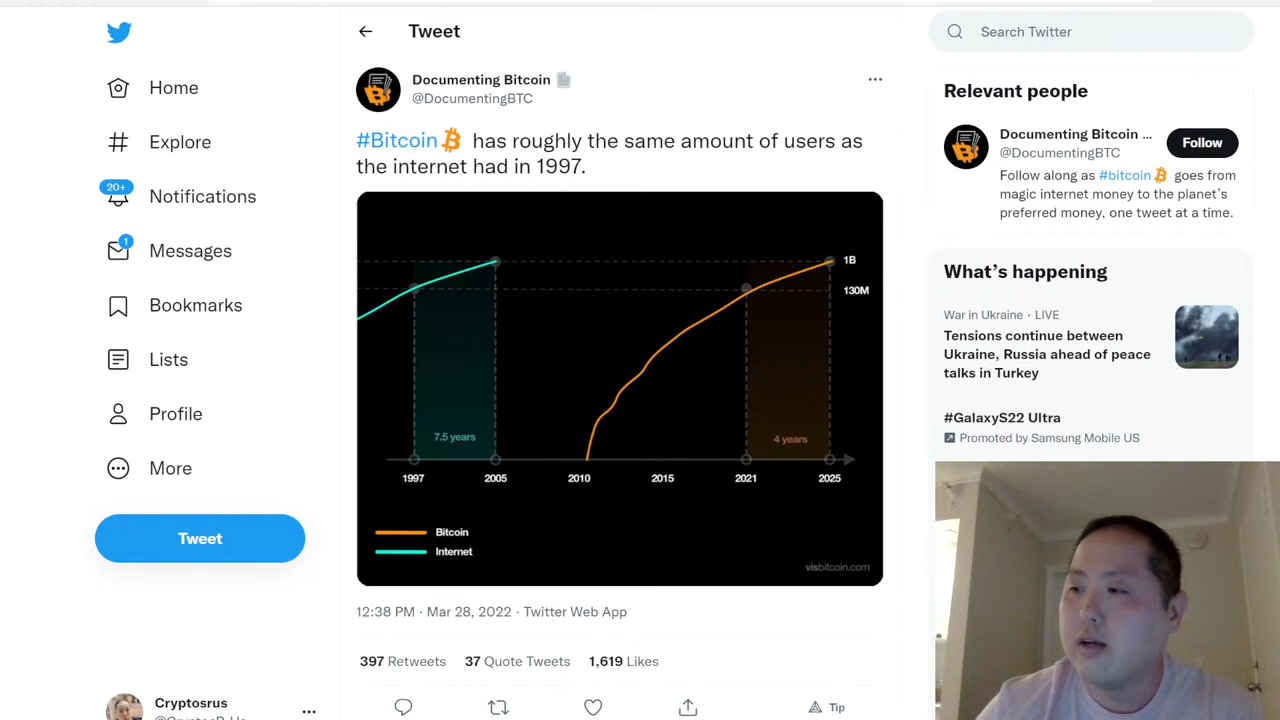 Tweet
Search Twitter
Home
Explore
20+
Notifications
1
Messages
Bookmarks
Lists
Profile
More
Tweet
Cryptosrus
Documenting Bitcoin
@DocumentingBTC
#Bitcoin has roughly the same amount of users as
the internet had in 1997.
1B
130M
7.5 years
4 years
1997
2005
2010
2015
2021
2025
Bitcoin
Internet
visbitcoin.com
12:38 PM · Mar 28, 2022 · Twitter Web App
397 Retweets 37 Quote Tweets 1,619 Likes
Tip
Relevant people
Documenting Bitcoin ...
@DocumentingBTC
Follow
Follow along as #bitcoin goes from
magic internet money to the planet's
preferred money, one tweet at a time.
What's happening
War in Ukraine · LIVE
Tensions continue between
Ukraine, Russia ahead of peace
talks in Turkey
#GalaxyS22 Ultra
Promoted by Samsung Mobile US